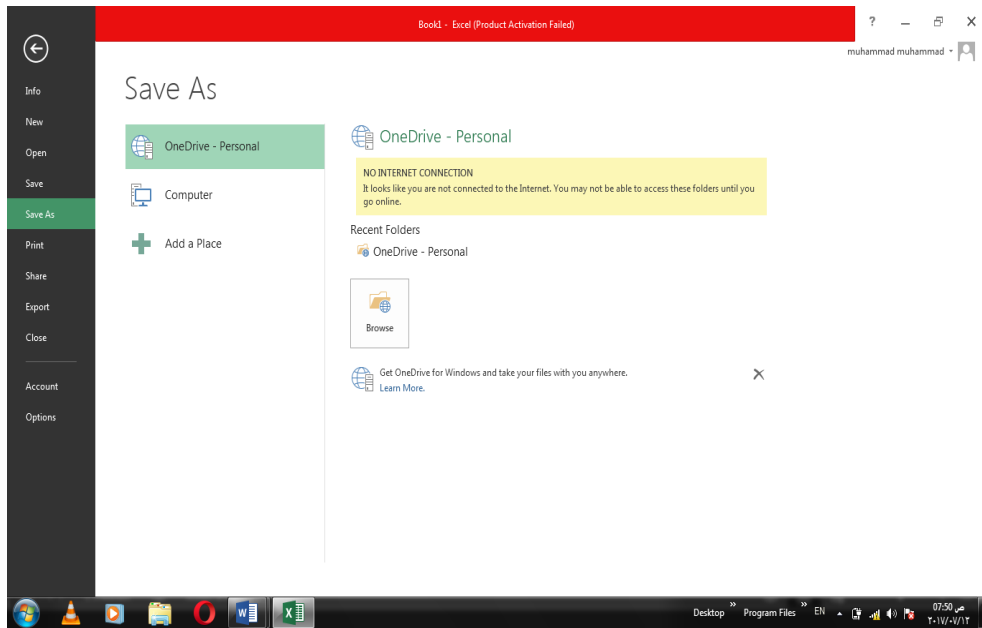 Book1 - Excel (Product Activation Failed)
?
muhammad muhammad
Info
New
Open
Save
Save As
Print
Share
Export
Close
Account
Options
Save As
OneDrive - Personal
Computer
Add a Place
OneDrive - Personal
NO INTERNET CONNECTION
It looks like you are not connected to the Internet. You may not be able to access these folders until you
go online.
Recent Folders
OneDrive - Personal
Browse
Get OneDrive for Windows and take your files with you anywhere.
Learn More.
Desktop » Program Files » EN
07:50 ص
٢٠١٧/٠٧/١٢